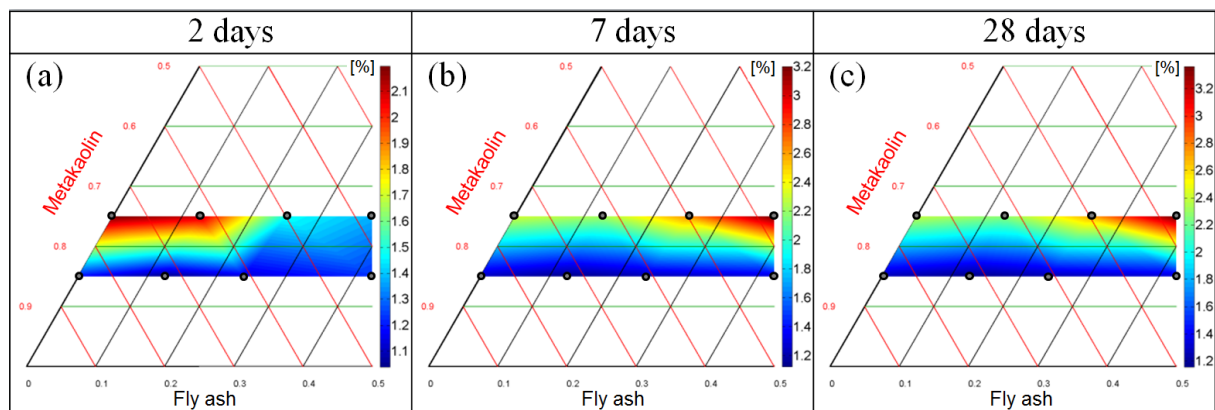 2 days 7 days 28 days
(a) 0.5 [%] (b) 0.5 [%] (c) 0.5 [%]
2.1 3.2 3.2
2 3 3
1.9 2.8 2.8
0.6 1.8 0.6 2.6 0.6 2.6
Metakaolin 1.7 Metakaolin 2.4 Metakaolin 2.4
0.7 1.6 0.7 2.2 0.7 2.2
1.5 2 2
0.8 1.4 0.8 1.8 0.8 1.8
1.3 1.6 1.6
0.9 1.2 0.9 1.4 0.9 1.4
1.1 1.2 1.2
0 0.1 0.2 0.3 0.4 0.5 0 0.1 0.2 0.3 0.4 0.5 0 0.1 0.2 0.3 0.4 0.5
Fly ash Fly ash Fly ash